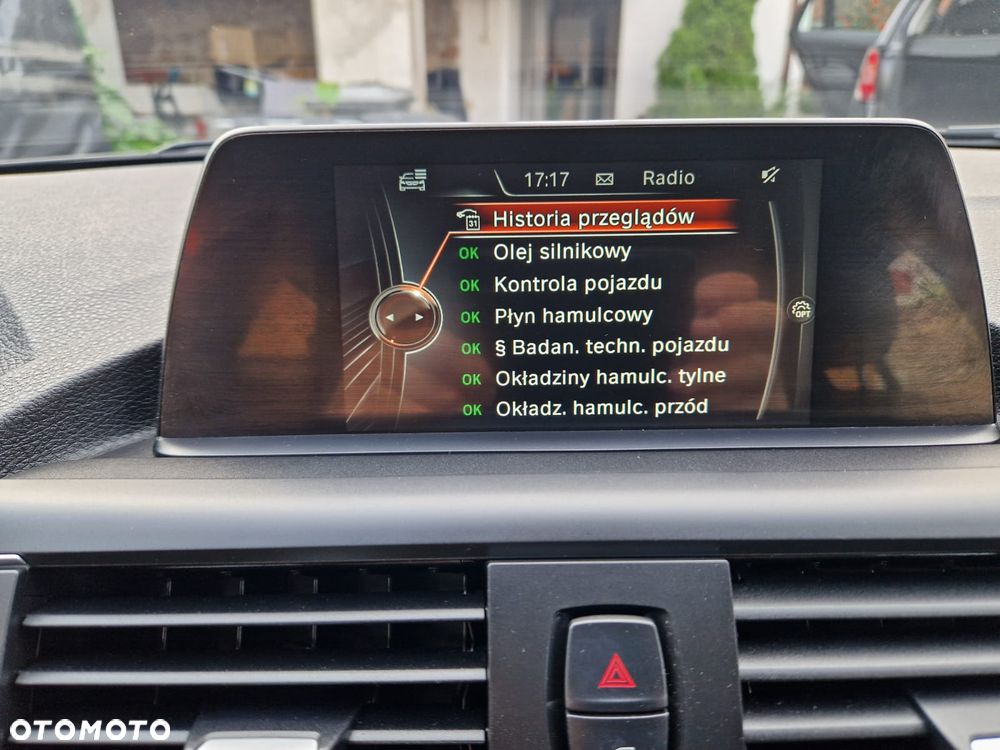 17:17 Radio
31 Historia przeglądów
OK Olej silnikowy
OK Kontrola pojazdu
OK Płyn hamulcowy
OPT
OK § Badan. techn. pojazdu
OK Okładziny hamulc. tylne
OK Okładz. hamulc. przód
OTOMOTO